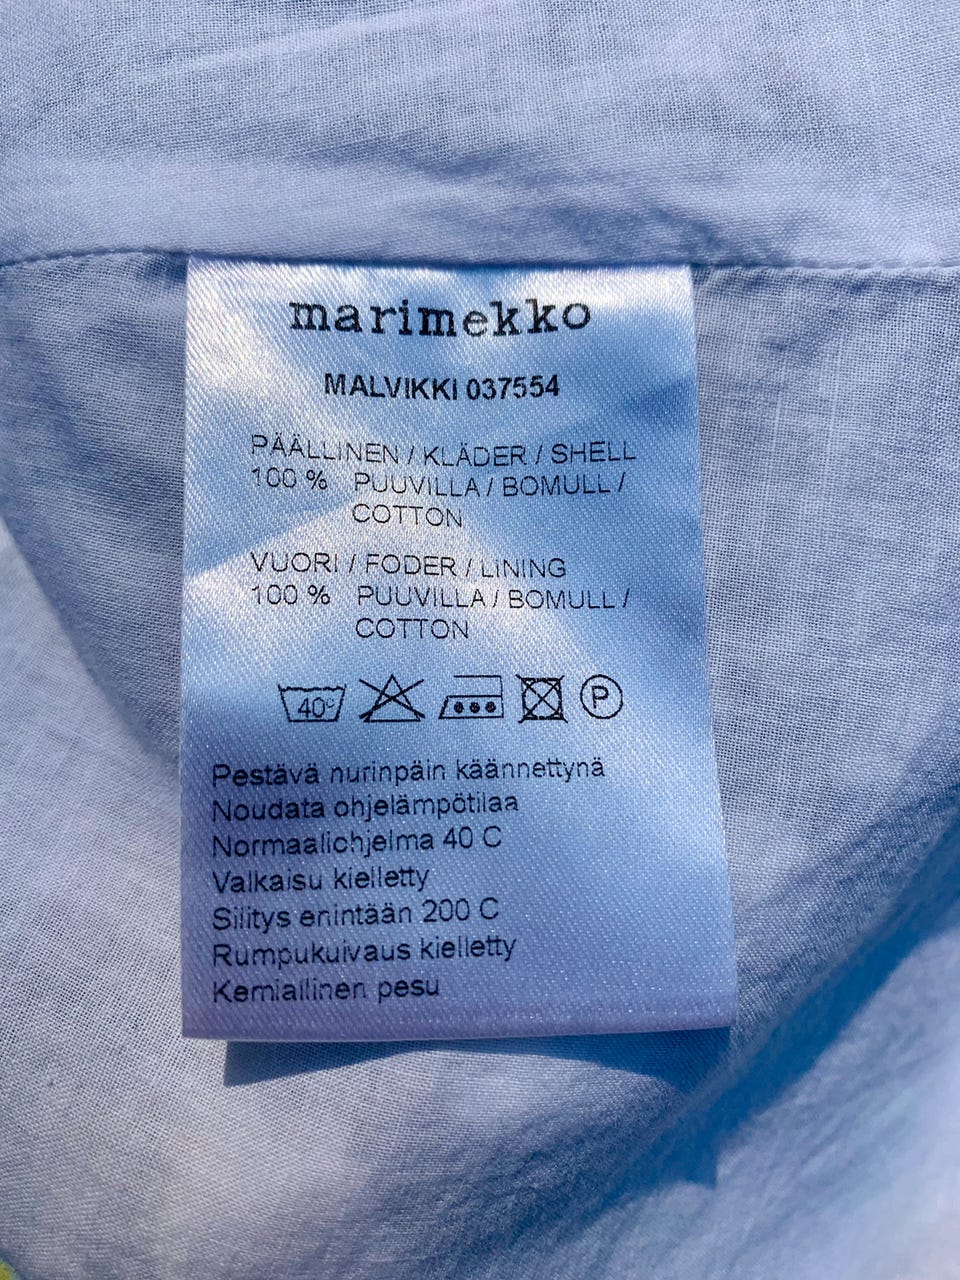 marimekko
MALVIKKI 037554
PÄÄLLINEN / KLÄDER / SHELL
100 % PUUVILLA / BOMULL /
COTTON
VUORI / FODER / LINING
100 % PUUVILLA / BOMULL /
COTTON
40° P
Pestävä nurinpäin käännettynä
Noudata ohjelämpötilaa
Normaaliohjelma 40 C
Valkaisu kielletty
Silitys enintään 200 C
Rumpukuivaus kielletty
Kemiallinen pesu